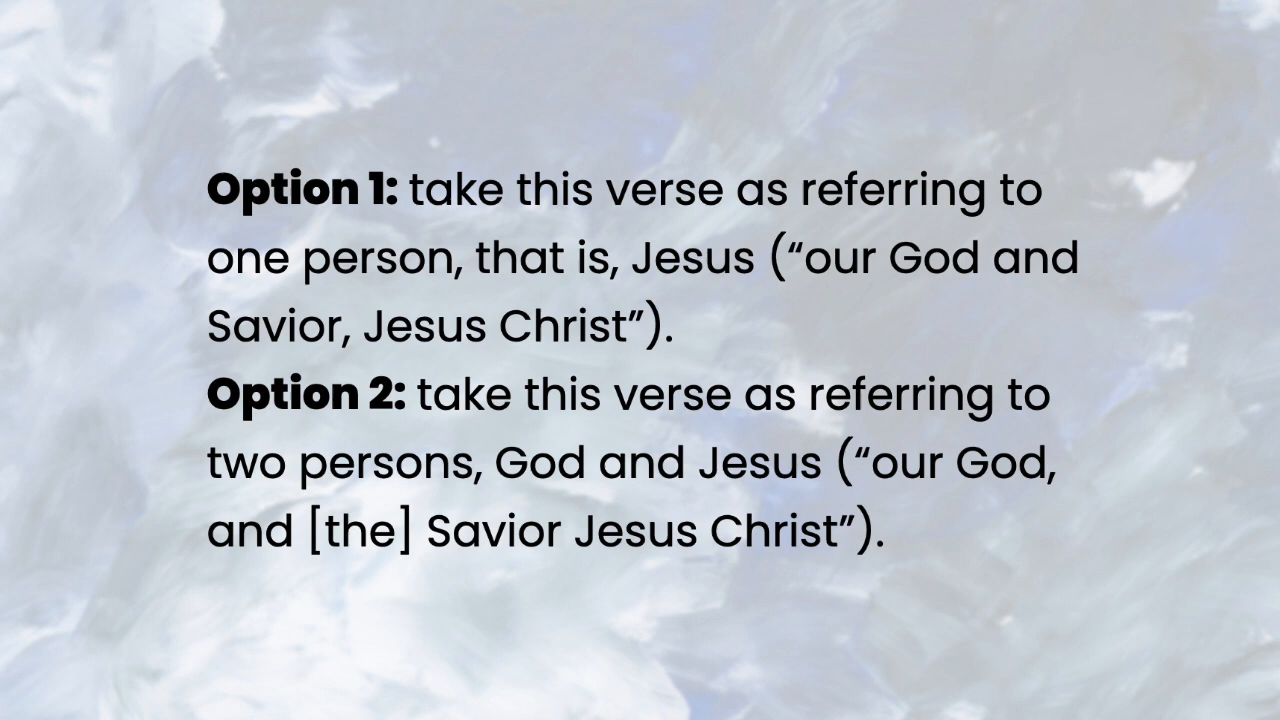 Option 1: take this verse as referring to
one person, that is, Jesus (“our God and
Savior, Jesus Christ”).
Option 2: take this verse as referring to
two persons, God and Jesus (“our God,
and [the] Savior Jesus Christ”).